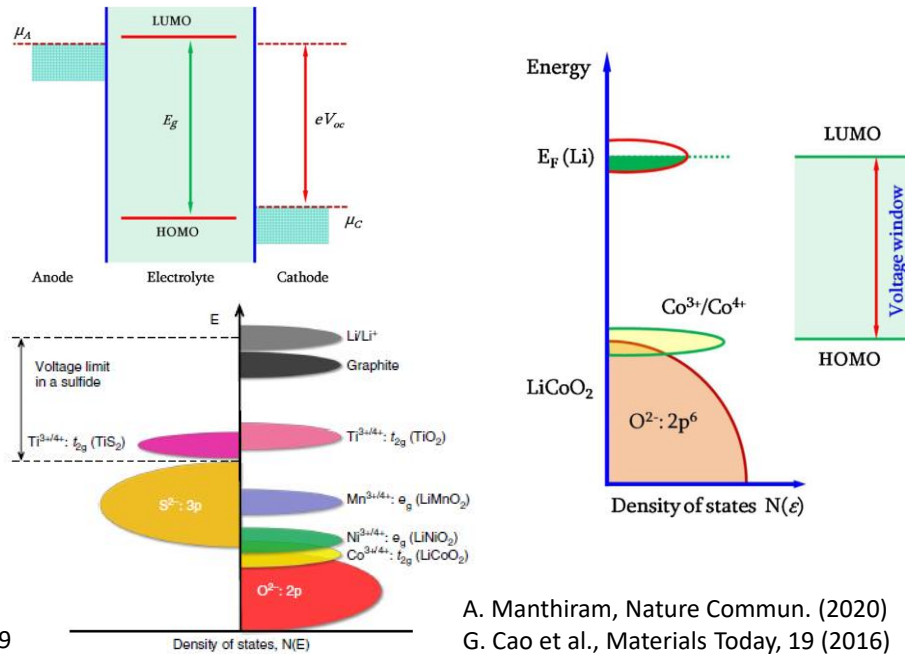 LUMO
μA
Eg
eVoc
HOMO
μC
Anode Electrolyte Cathode
E
Li/Li⁺
Graphite
Voltage limit
in a sulfide
Ti³⁺/⁴⁺: t₂g (TiS₂)
Ti³⁺/⁴⁺: t₂g (TiO₂)
S²⁻: 3p
Mn³⁺/⁴⁺: eg (LiMnO₂)
Ni³⁺/⁴⁺: eg (LiNiO₂)
Co³⁺/⁴⁺: t₂g (LiCoO₂)
O²⁻: 2p
Density of states, N(E)
9
Energy
EF (Li)
LUMO
Voltage window
Co³⁺/Co⁴⁺
HOMO
LiCoO₂
O²⁻: 2p⁶
Density of states N(ε)
A. Manthiram, Nature Commun. (2020)
G. Cao et al., Materials Today, 19 (2016)